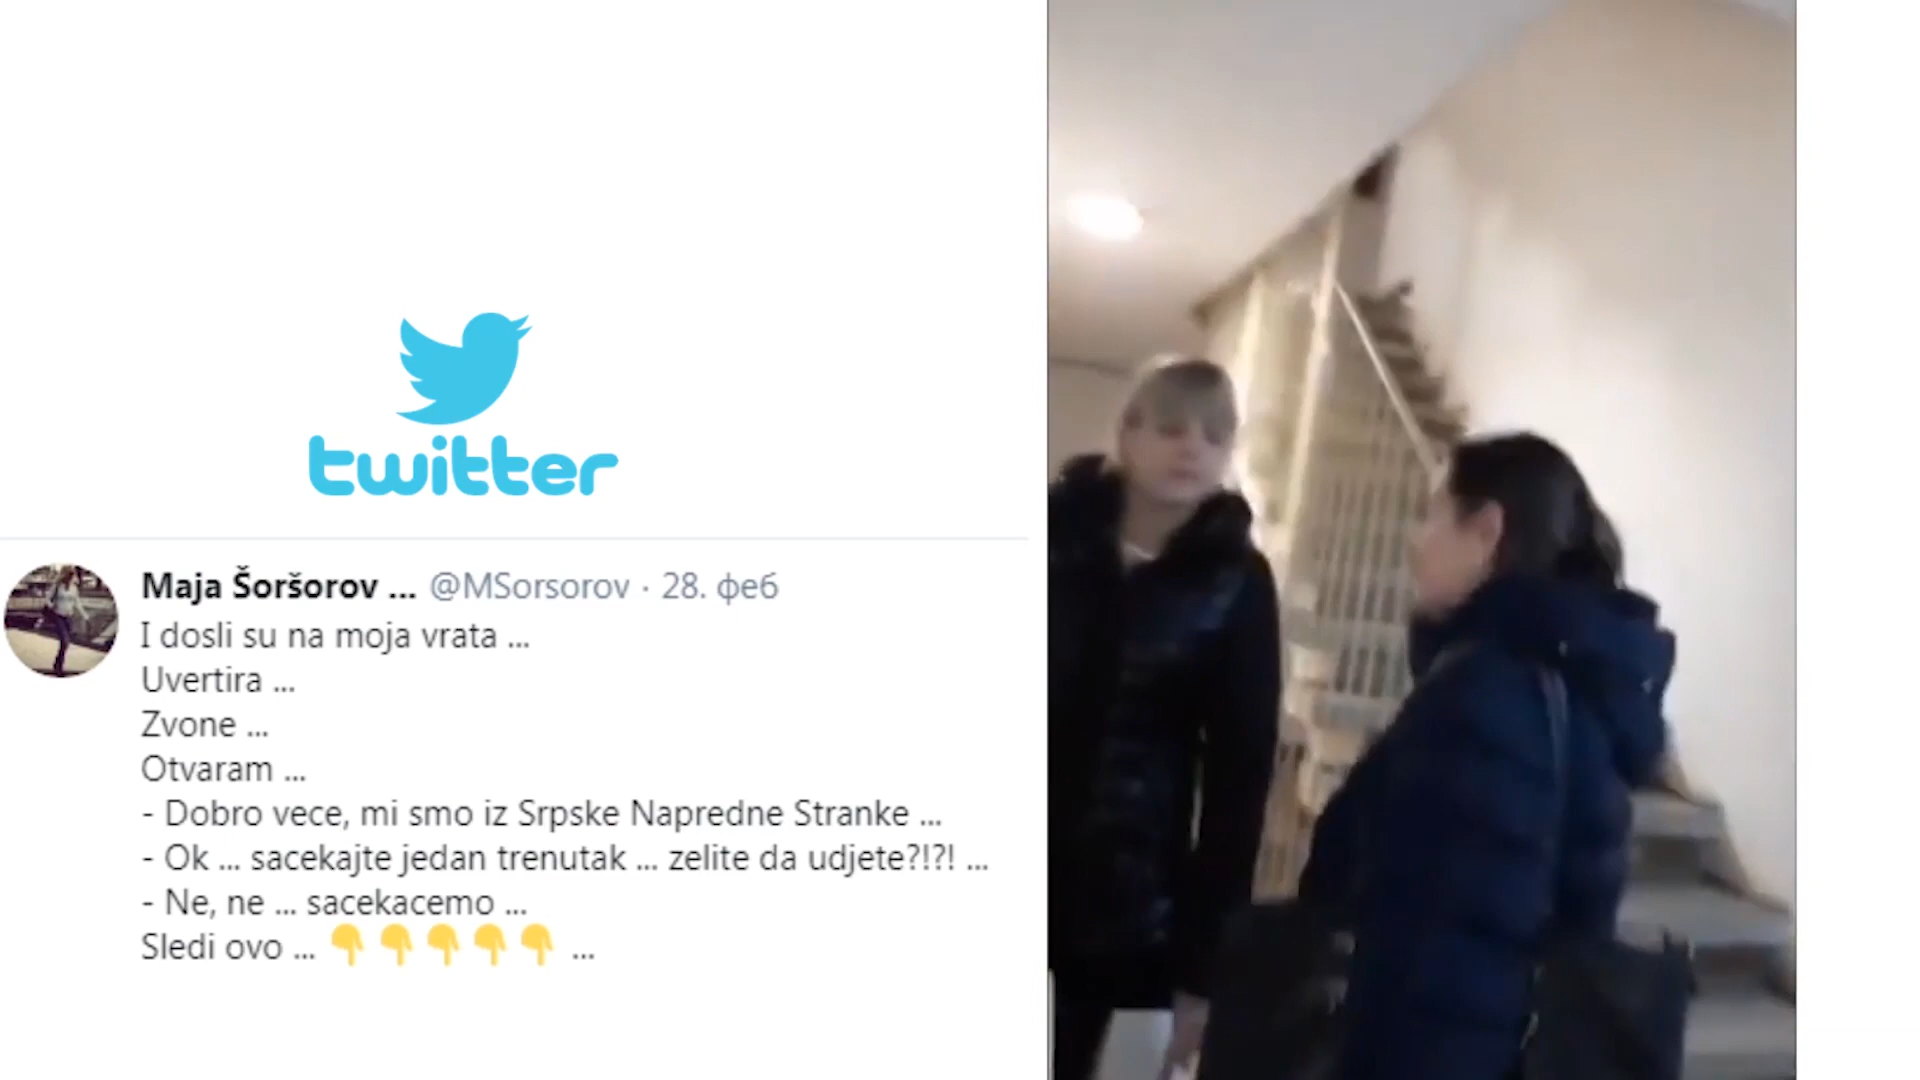 twitter
Maja Šoršorov ... @MSorsorov · 28. феб
I dosli su na moja vrata ...
Uvertira ...
Zvone ...
Otvaram ...
- Dobro vece, mi smo iz Srpske Napredne Stranke ...
- Ok ... sacekajte jedan trenutak ... zelite da udjete?!?! ...
- Ne, ne ... sacekacemo ...
Sledi ovo ... 👇👇👇👇👇 ...